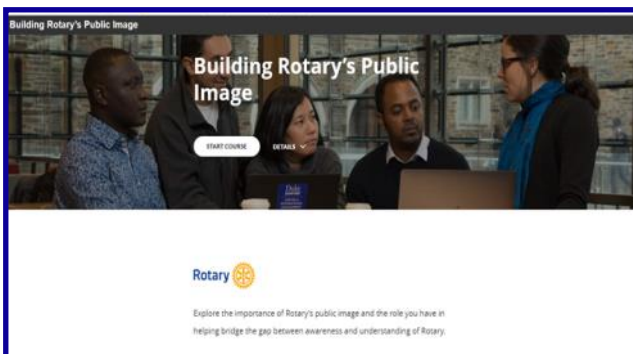 Building Rotary's Public Image
Building Rotary's Public
Image
START COURSE DETAILS
Duke
Rotary
Explore the importance of Rotary's public image and the role you have in
helping bridge the gap between awareness and understanding of Rotary.